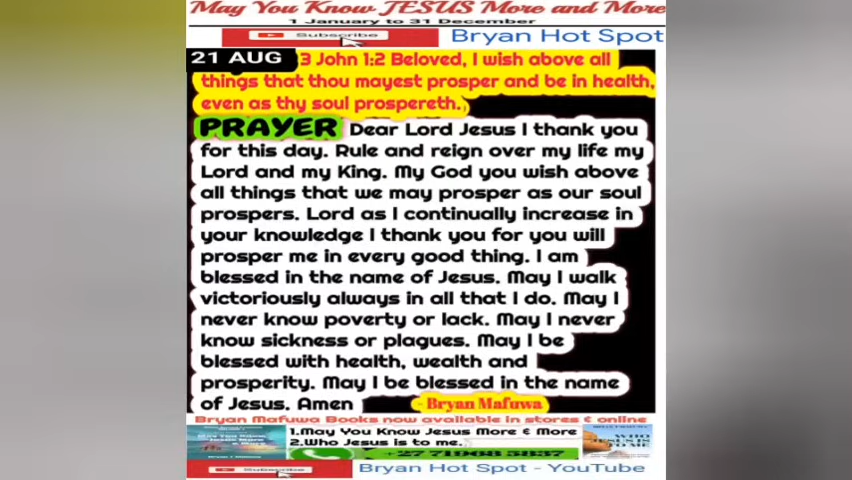 May You Know JESUS More and More
1 January to 31 December
Subscribe
Bryan Hot Spot
21 AUG 3 John 1:2 Beloved, I wish above all
things that thou mayest prosper and be in health,
even as thy soul prospereth.
PRAYER Dear Lord Jesus I thank you
for this day. Rule and reign over my life my
Lord and my King. My God you wish above
all things that we may prosper as our soul
prospers. Lord as I continually increase in
your knowledge I thank you for you will
prosper me in every good thing. I am
blessed in the name of Jesus. May I walk
victoriously always in all that I do. May I
never know poverty or lack. May I never
know sickness or plagues. May I be
blessed with health, wealth and
prosperity. May I be blessed in the name
of Jesus. Amen - Bryan Mafuwa
Bryan Mafuwa Books now available in stores & online
1.May You Know Jesus More & More
2.Who Jesus is to me.
+27 71908 5837
Subscribe
Bryan Hot Spot - YouTube